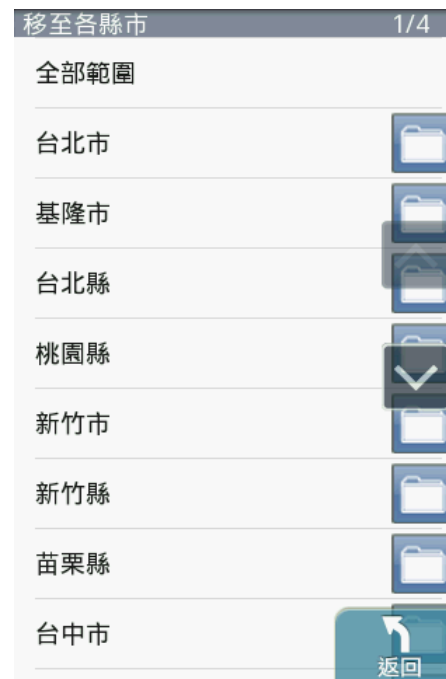 移至各縣市 1/4
全部範圍
台北市
基隆市
台北縣
桃園縣
新竹市
新竹縣
苗栗縣
台中市
返回